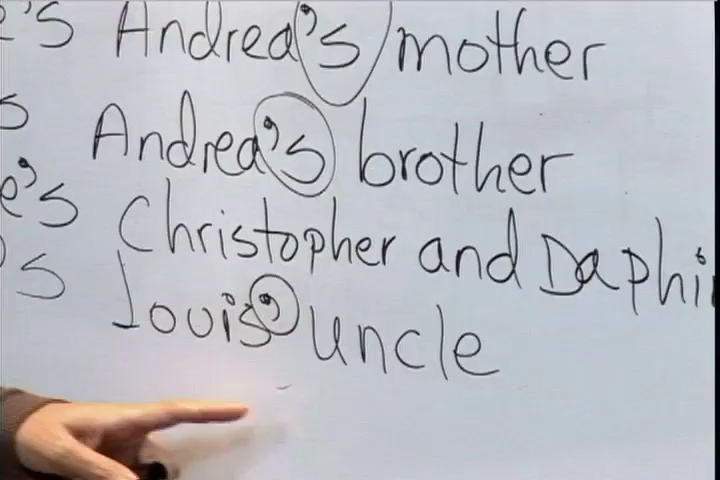 's Andrea's mother
s Andrea's brother
e's Christopher and Daphi
's Louis' uncle